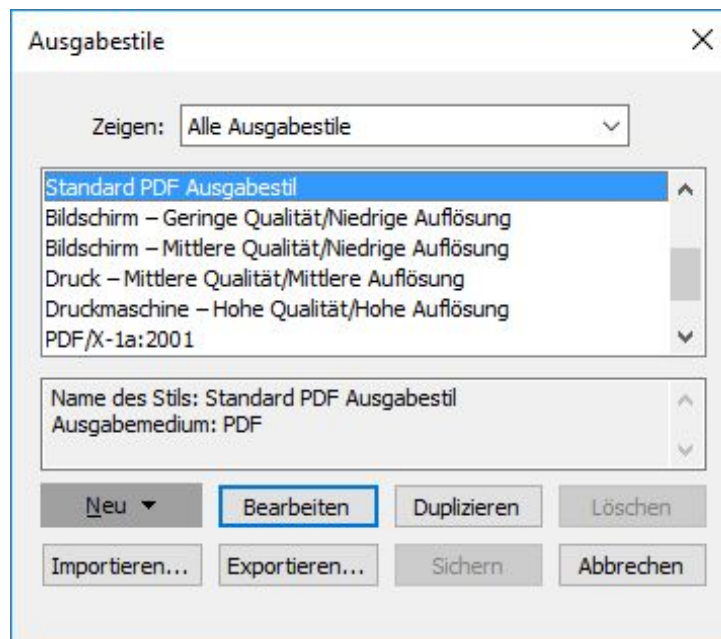 Ausgabestile
Zeigen: Alle Ausgabestile
Standard PDF Ausgabestil
Bildschirm – Geringe Qualität/Niedrige Auflösung
Bildschirm – Mittlere Qualität/Niedrige Auflösung
Druck – Mittlere Qualität/Mittlere Auflösung
Druckmaschine – Hohe Qualität/Hohe Auflösung
PDF/X-1a:2001
Name des Stils: Standard PDF Ausgabestil
Ausgabemedium: PDF
Neu Bearbeiten Duplizieren Löschen
Importieren... Exportieren... Sichern Abbrechen